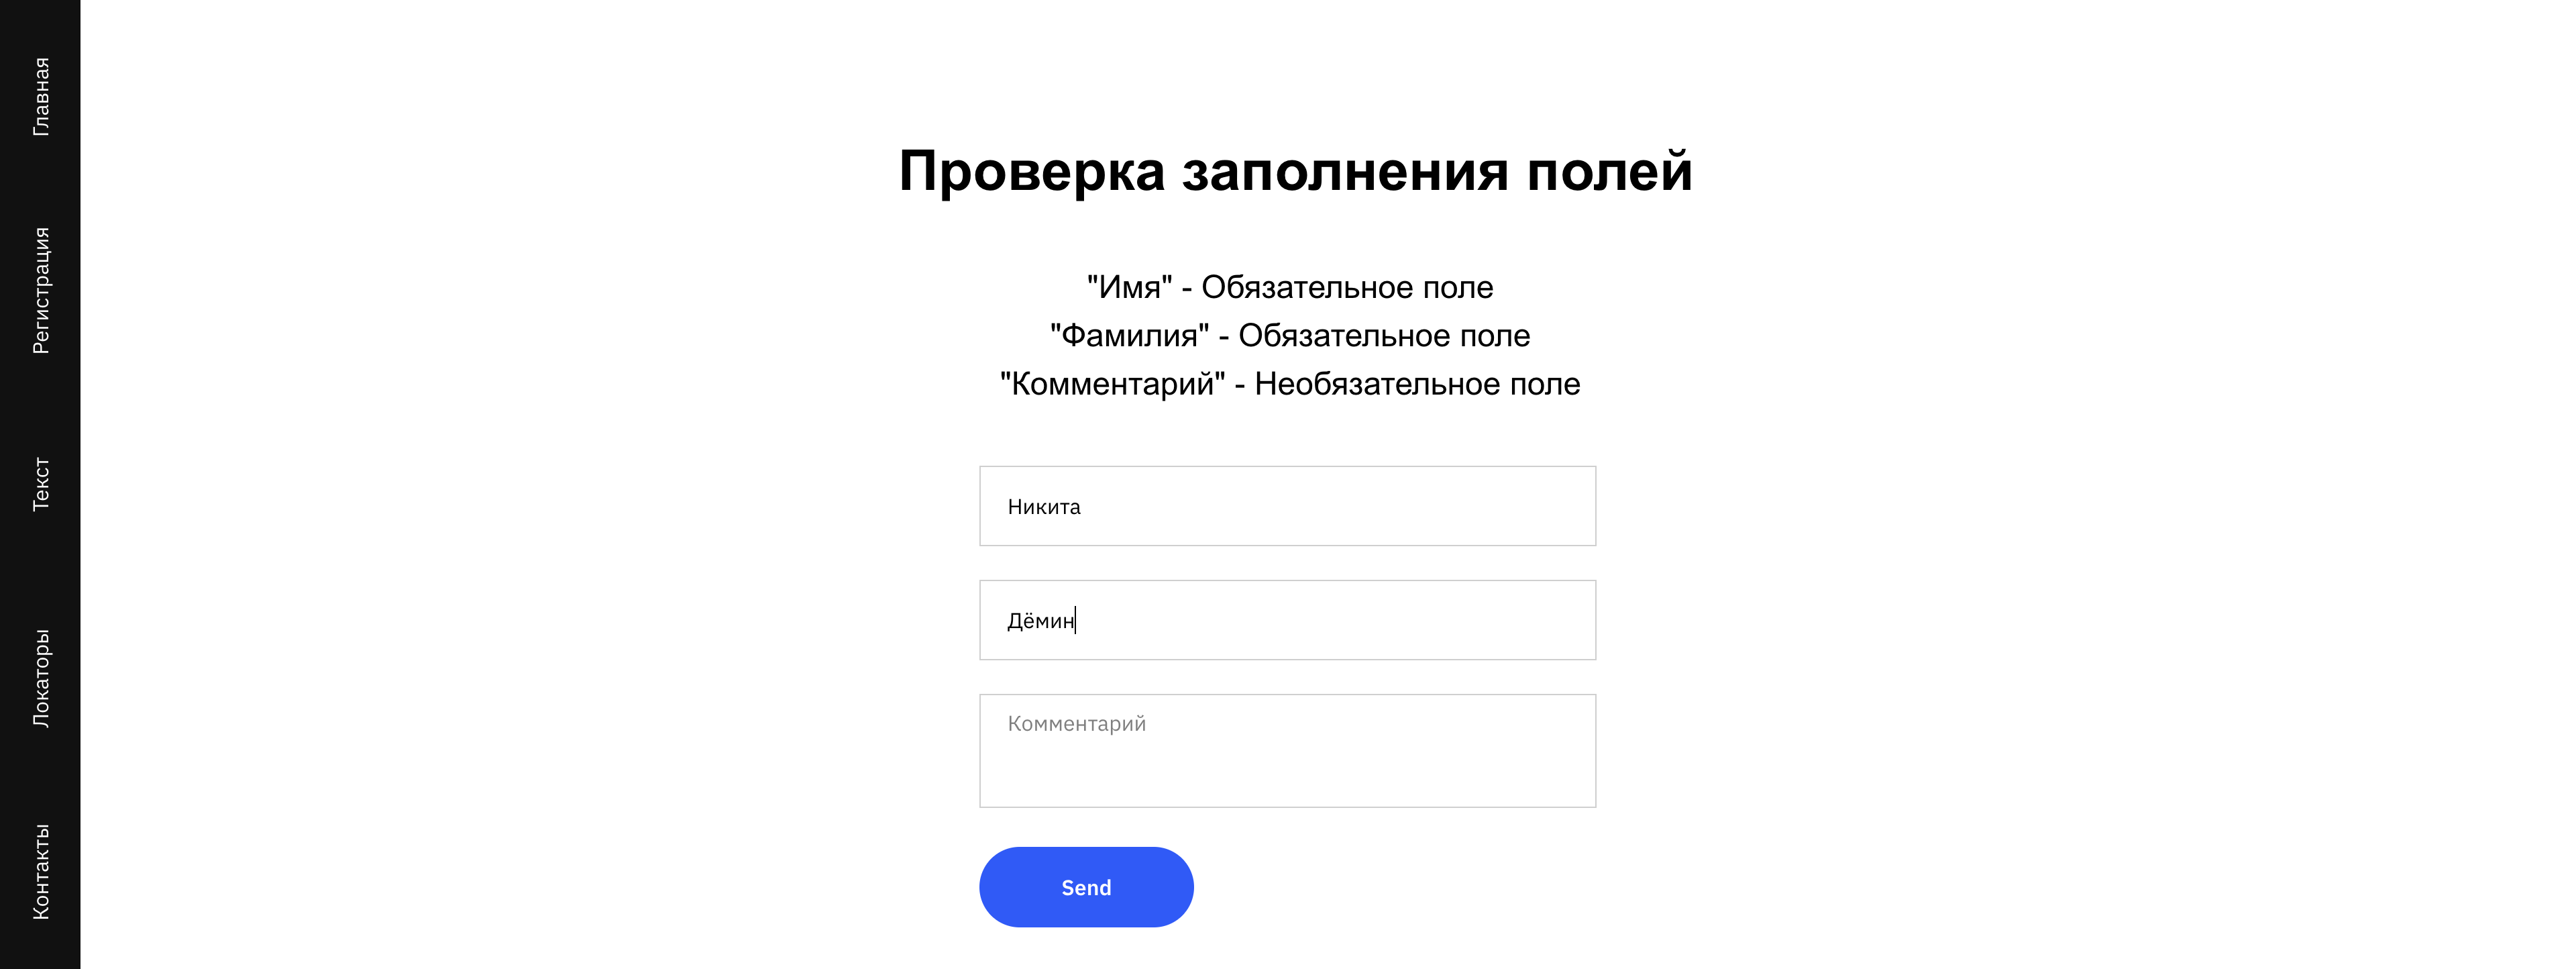 Главная
Регистрация
Текст
Локаторы
Контакты
Проверка заполнения полей
"Имя" - Обязательное поле
"Фамилия" - Обязательное поле
"Комментарий" - Необязательное поле
Никита
Дёмин
Комментарий
Send